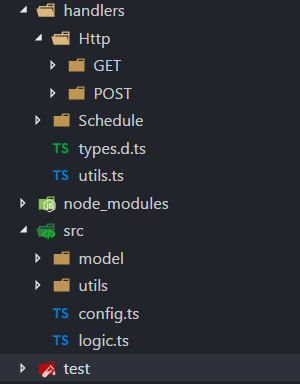 handlers
Http
GET
POST
Schedule
TS types.d.ts
TS utils.ts
node_modules
src
model
utils
TS config.ts
TS logic.ts
test